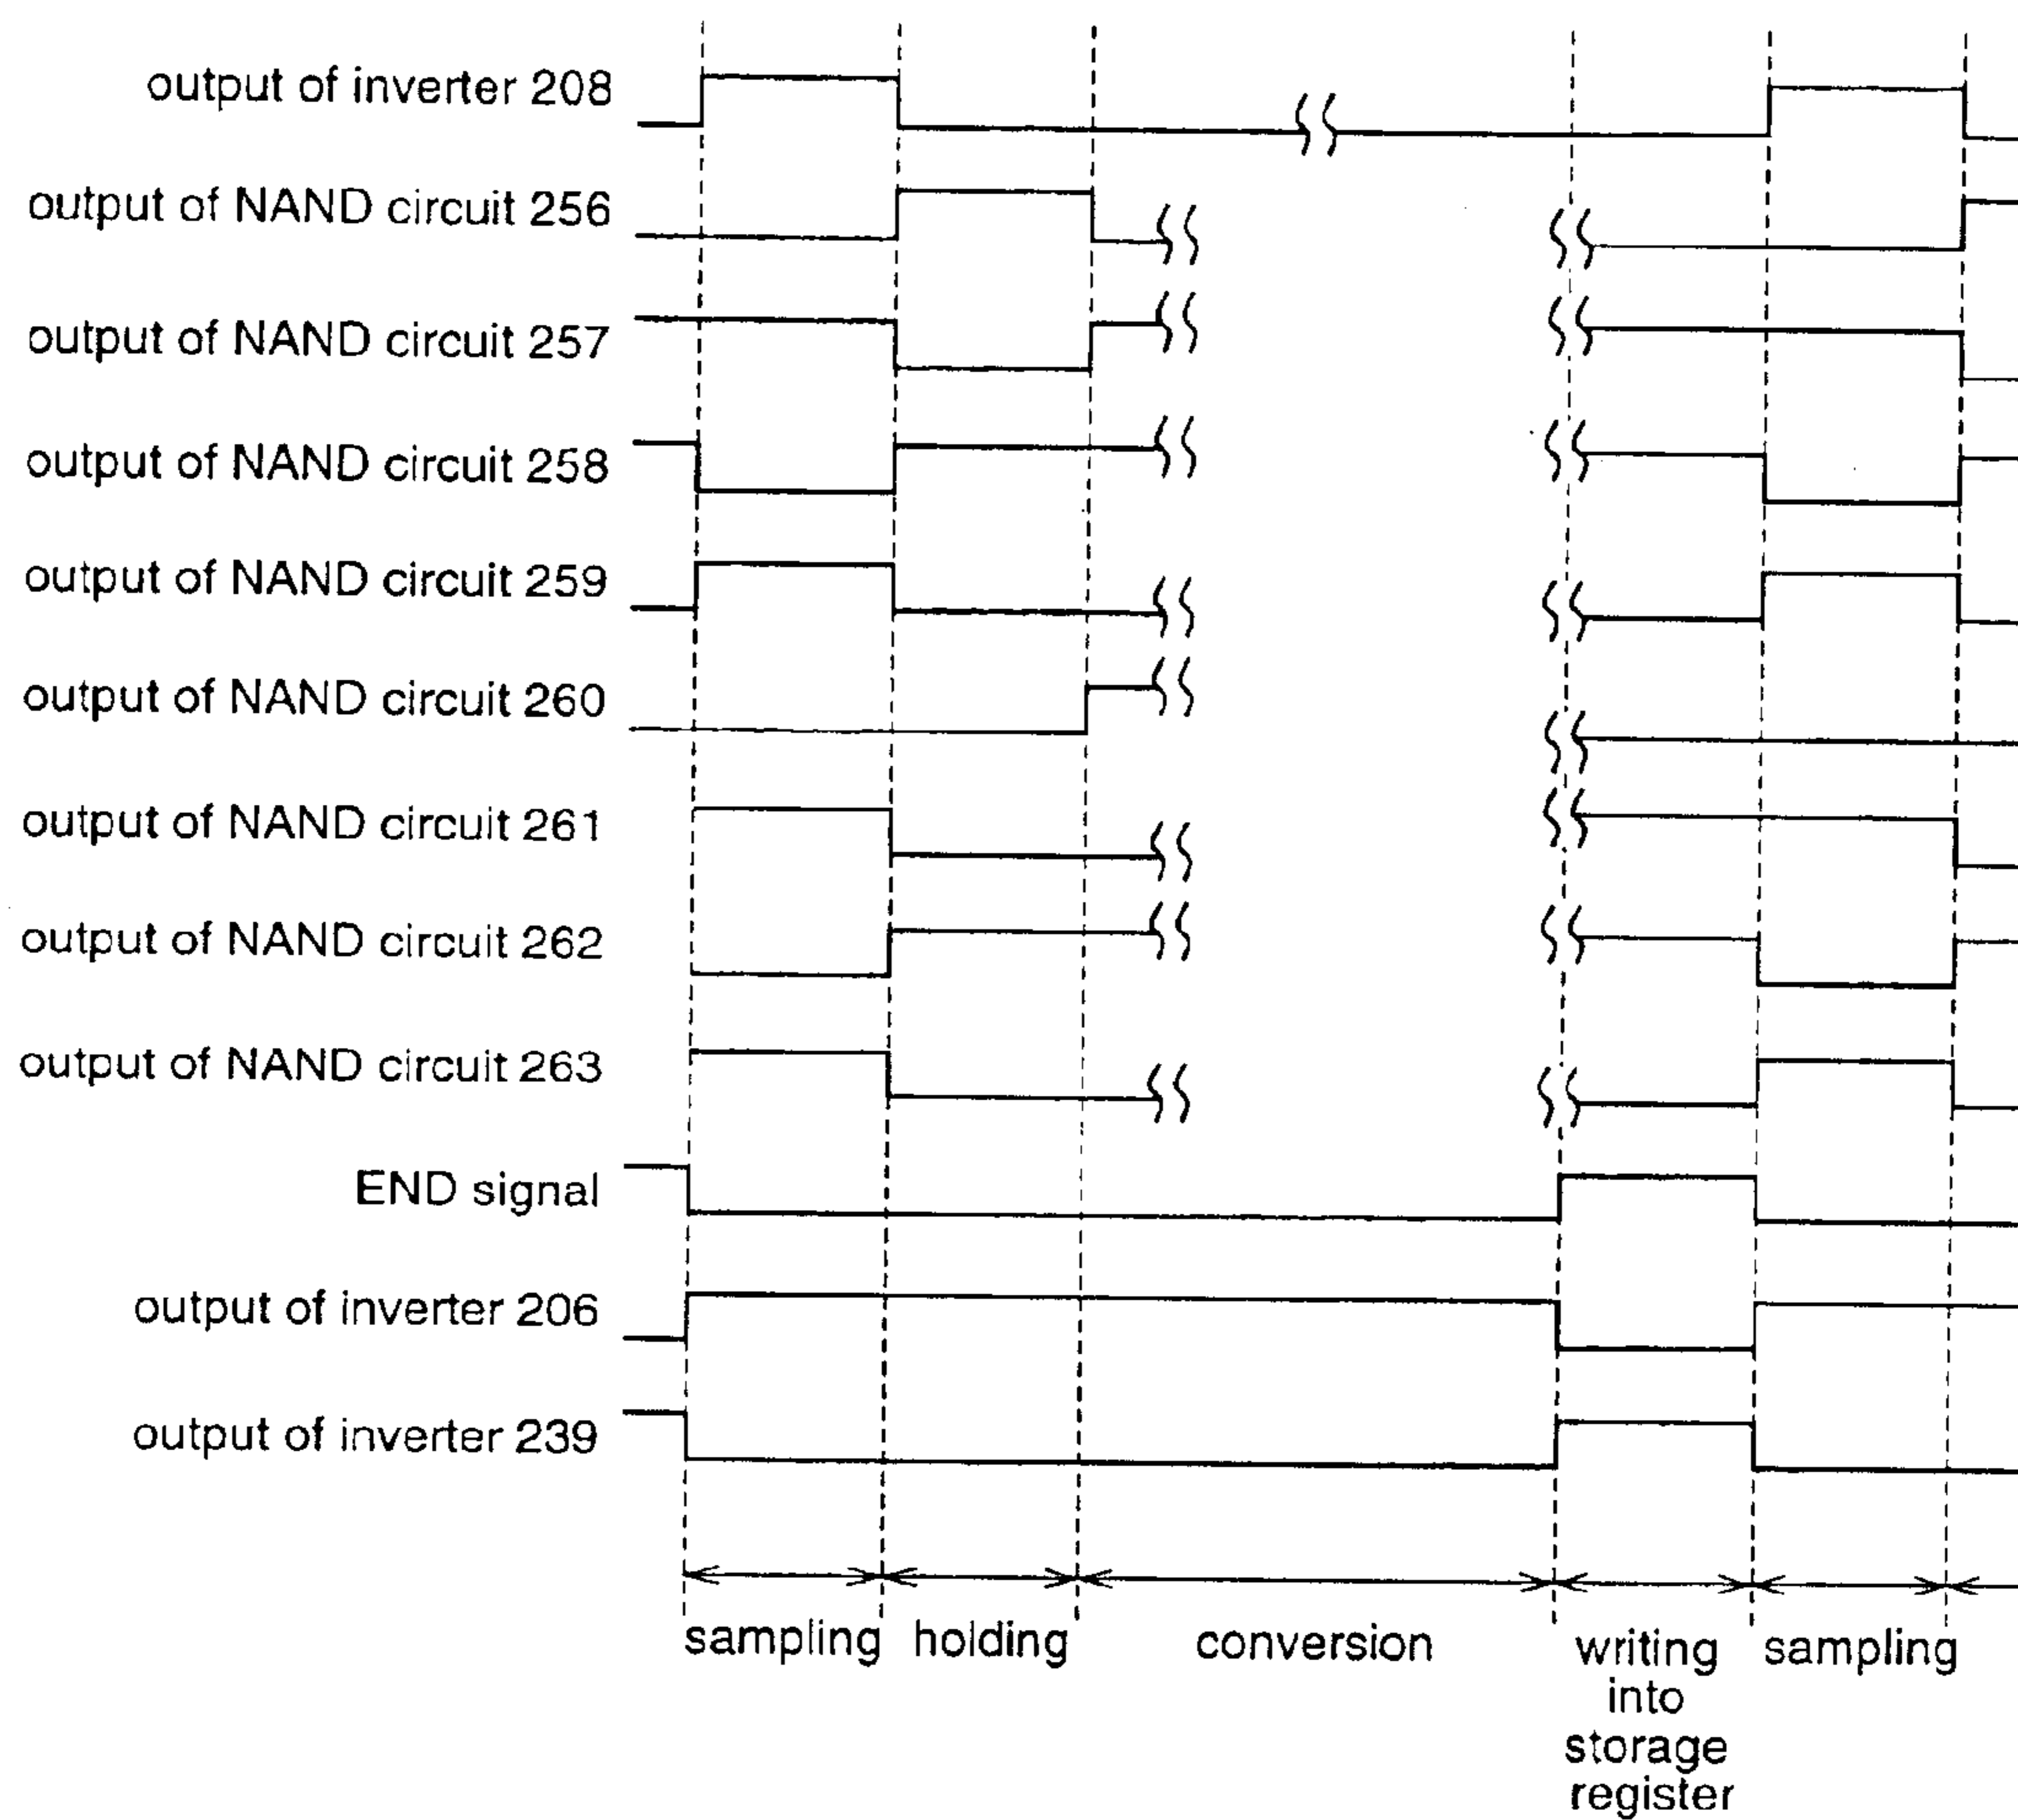 output of inverter 208
output of NAND circuit 256
output of NAND circuit 257
output of NAND circuit 258
output of NAND circuit 259
output of NAND circuit 260
output of NAND circuit 261
output of NAND circuit 262
output of NAND circuit 263
END signal
output of inverter 206
output of inverter 239
sampling holding conversion writing sampling
into
storage
register